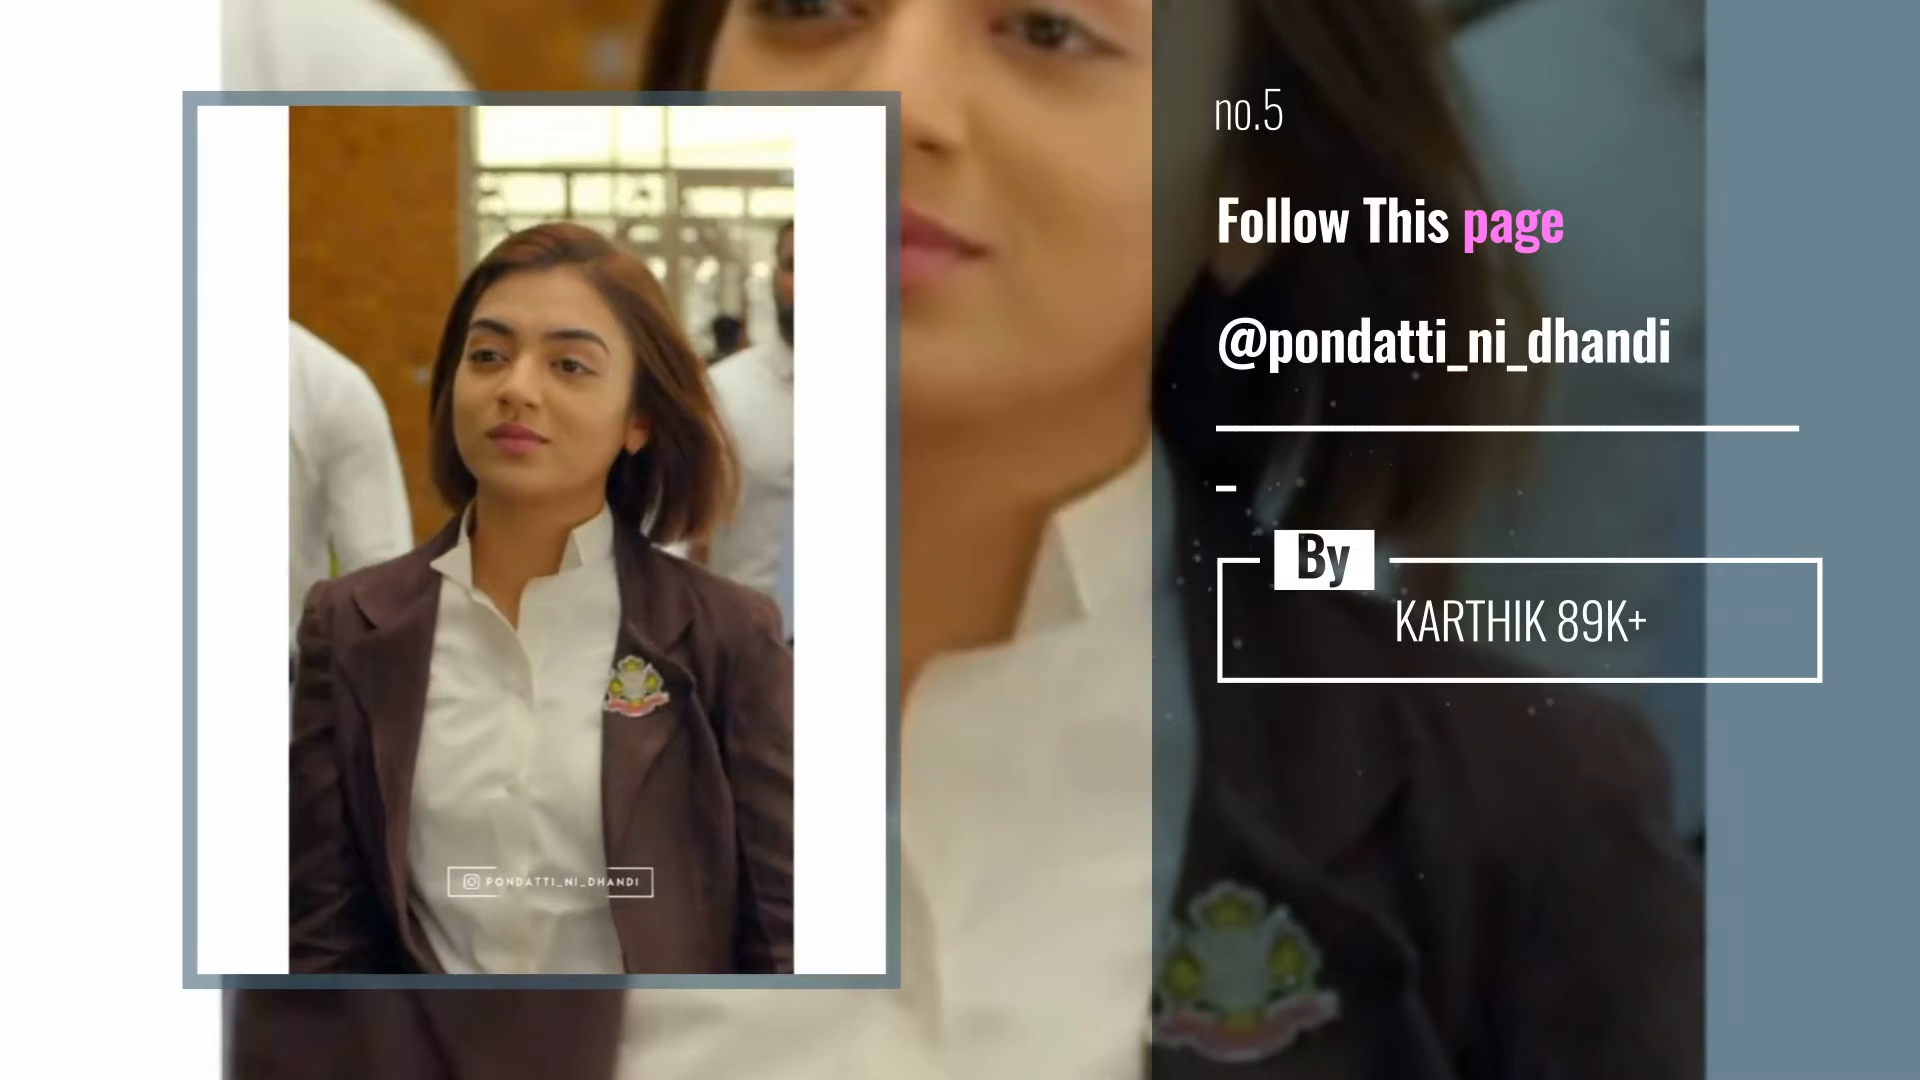 no.5
Follow This page
@pondatti_ni_dhandi
By
KARTHIK 89K+
PONDATTI_NI_DHANDI